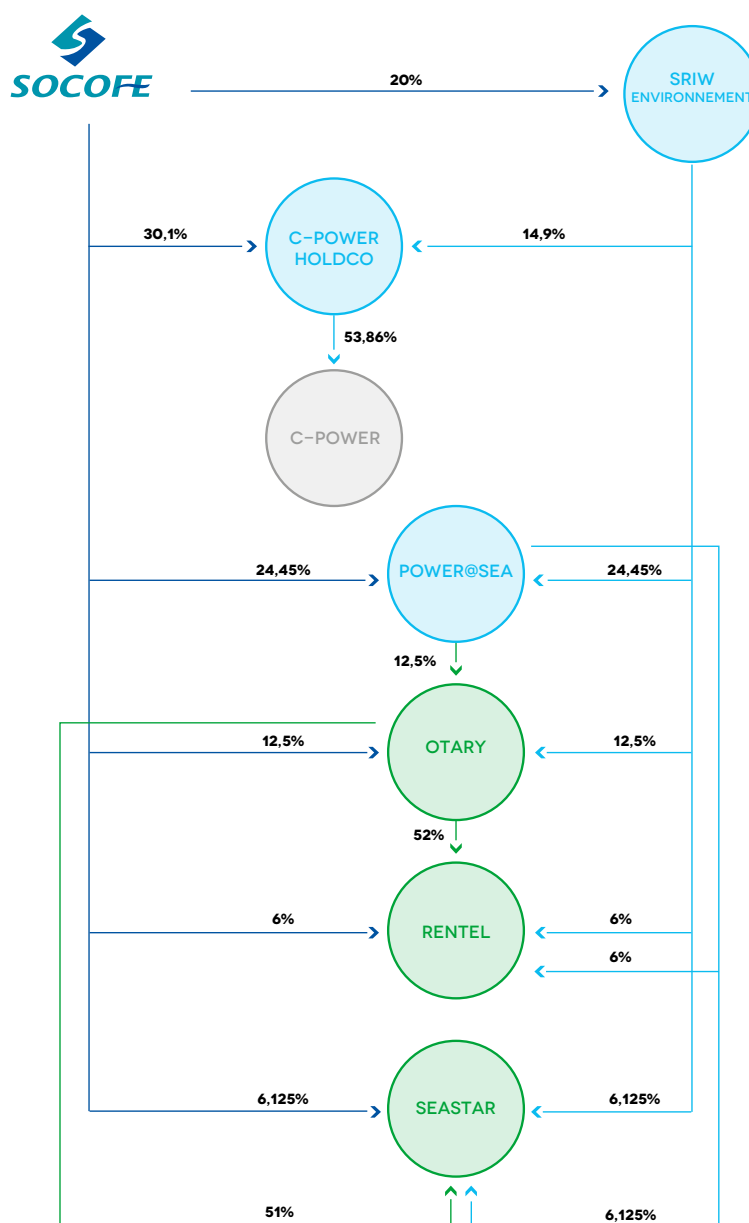 SOCOFE
20%
SRIW
ENVIRONNEMENT
30,1%
C-POWER
HOLDCO
14,9%
53,86%
C-POWER
24,45%
POWER@SEA
24,45%
12,5%
12,5%
OTARY
12,5%
52%
6%
RENTEL
6%
6%
6,125%
SEASTAR
6,125%
51%
6,125%